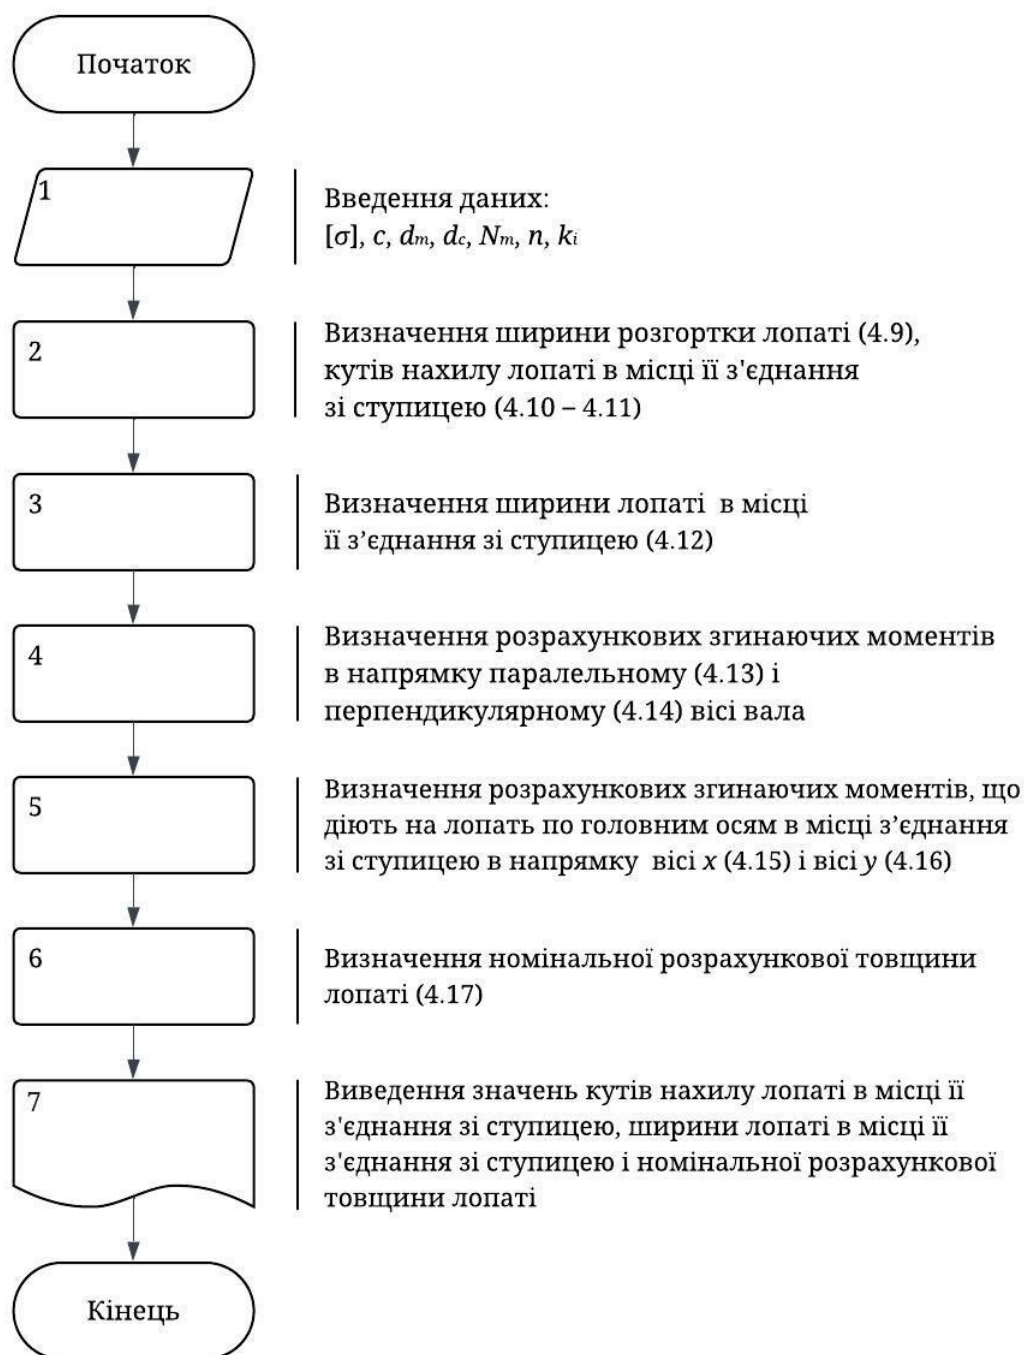 Початок
1
Введення даних:
[σ], c, dm, dc, Nm, n, ki
2
Визначення ширини розгортки лопаті (4.9),
кутів нахилу лопаті в місці її з'єднання
зі ступицею (4.10 – 4.11)
3
Визначення ширини лопаті в місці
її з’єднання зі ступицею (4.12)
4
Визначення розрахункових згинаючих моментів
в напрямку паралельному (4.13) і
перпендикулярному (4.14) вісі вала
5
Визначення розрахункових згинаючих моментів, що
діють на лопать по головним осям в місці з’єднання
зі ступицею в напрямку вісі x (4.15) і вісі y (4.16)
6
Визначення номінальної розрахункової товщини
лопаті (4.17)
7
Виведення значень кутів нахилу лопаті в місці її
з'єднання зі ступицею, ширини лопаті в місці її
з'єднання зі ступицею і номінальної розрахункової
товщини лопаті
Кінець